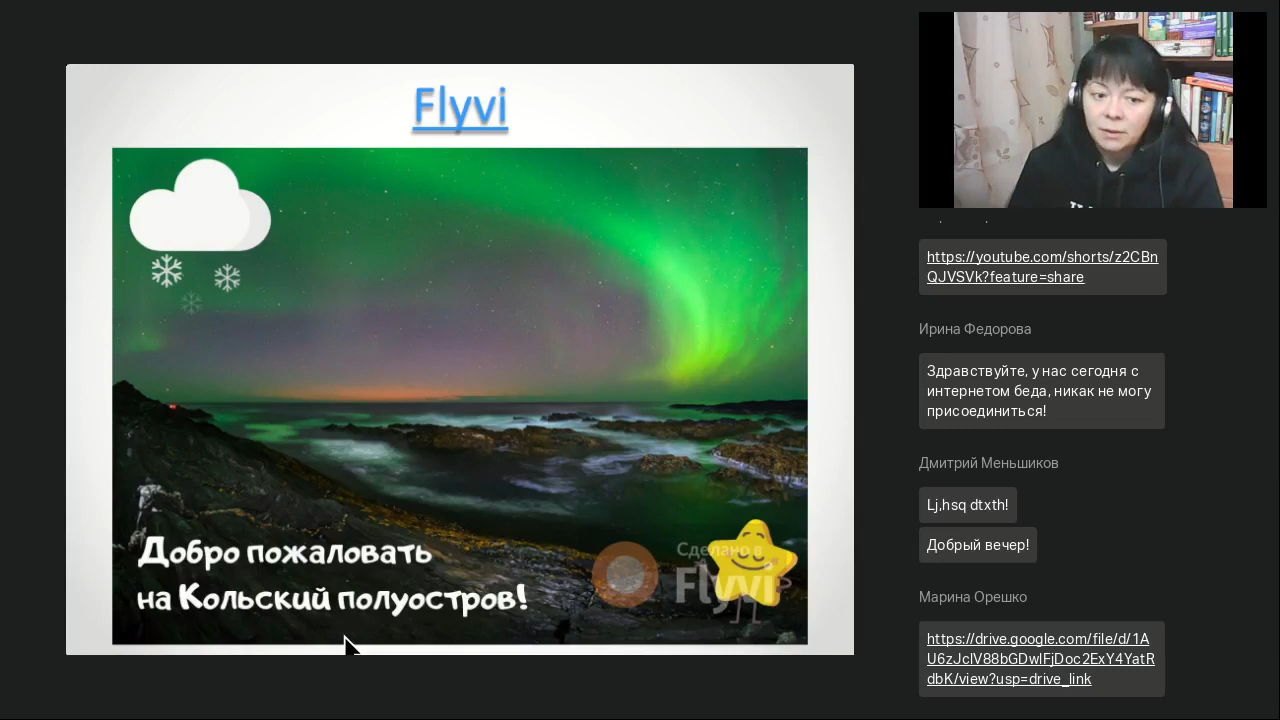 Flyvi
Добро пожаловать
на Кольский полуостров!
Сделано в
Flyvi
https://youtube.com/shorts/z2CBn
QJVSVk?feature=share
Ирина Федорова
Здравствуйте, у нас сегодня с
интернетом беда, никак не могу
присоединиться!
Дмитрий Меньшиков
Lj,hsq dtxth!
Добрый вечер!
Марина Орешко
https://drive.google.com/file/d/1A
U6zJclV88bGDwlFjDoc2ExY4YatR
dbK/view?usp=drive_link